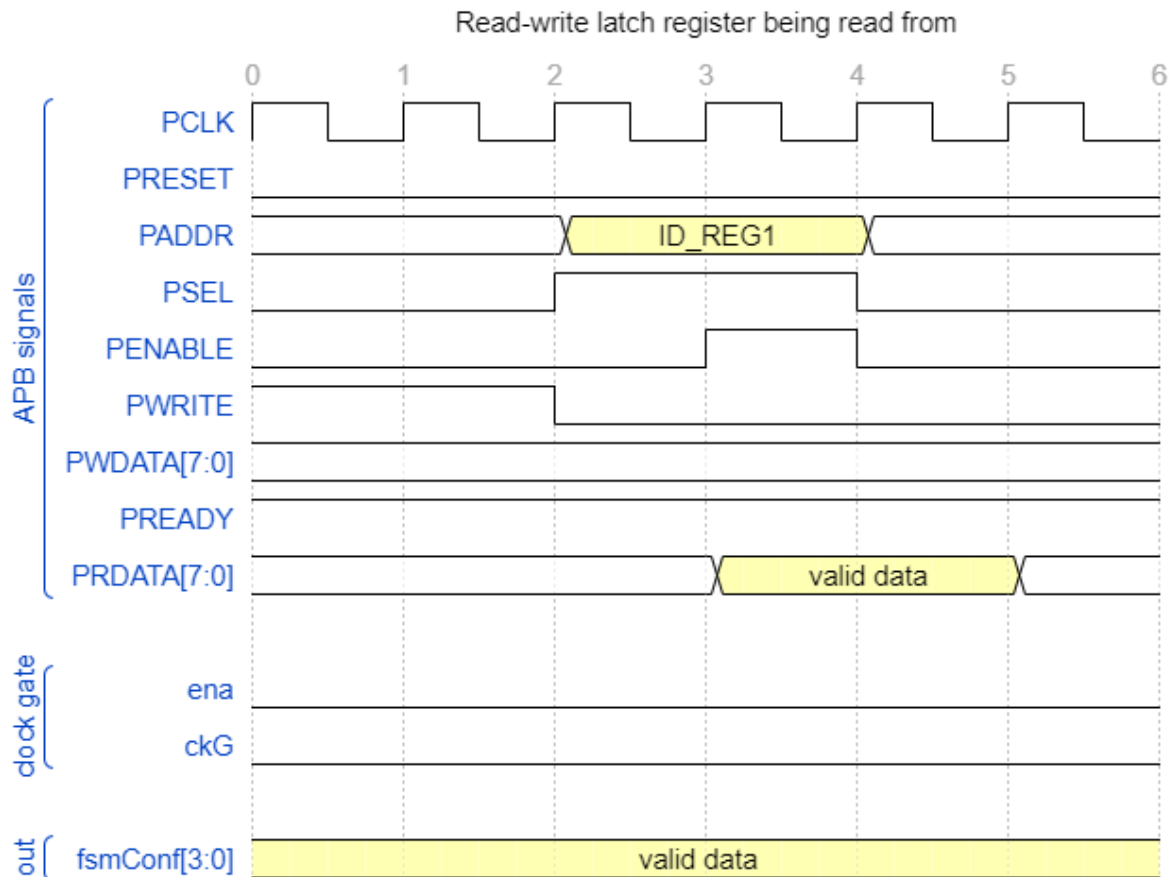 Read-write latch register being read from
0 1 2 3 4 5 6
APB signals
PCLK
PRESET
PADDR ID_REG1
PSEL
PENABLE
PWRITE
PWDATA[7:0]
PREADY
PRDATA[7:0] valid data
clock gate
ena
ckG
out
fsmConf[3:0] valid data